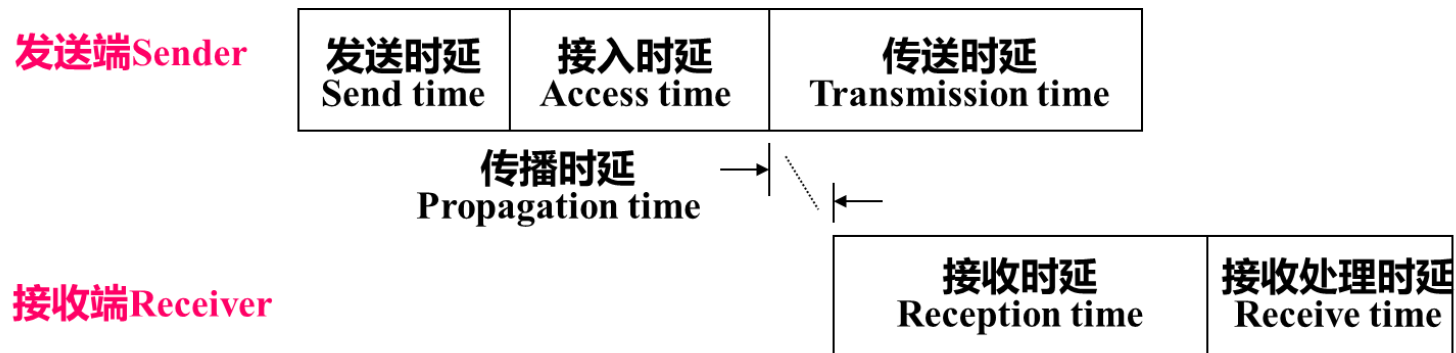 发送端Sender
发送时延
Send time
接入时延
Access time
传送时延
Transmission time
传播时延
Propagation time
接收端Receiver
接收时延
Reception time
接收处理时延
Receive time